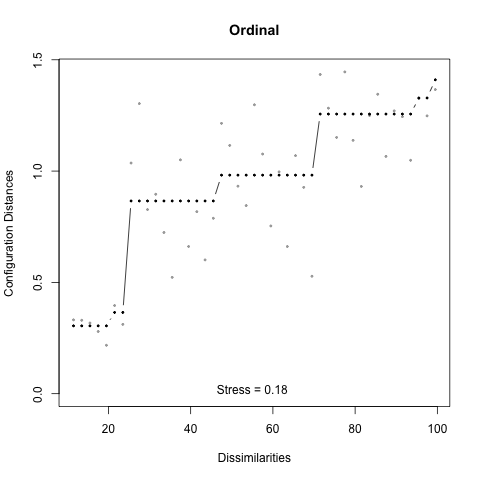 Ordinal
Configuration Distances
1.5
1.0
0.5
0.0
Stress = 0.18
20 40 60 80 100
Dissimilarities